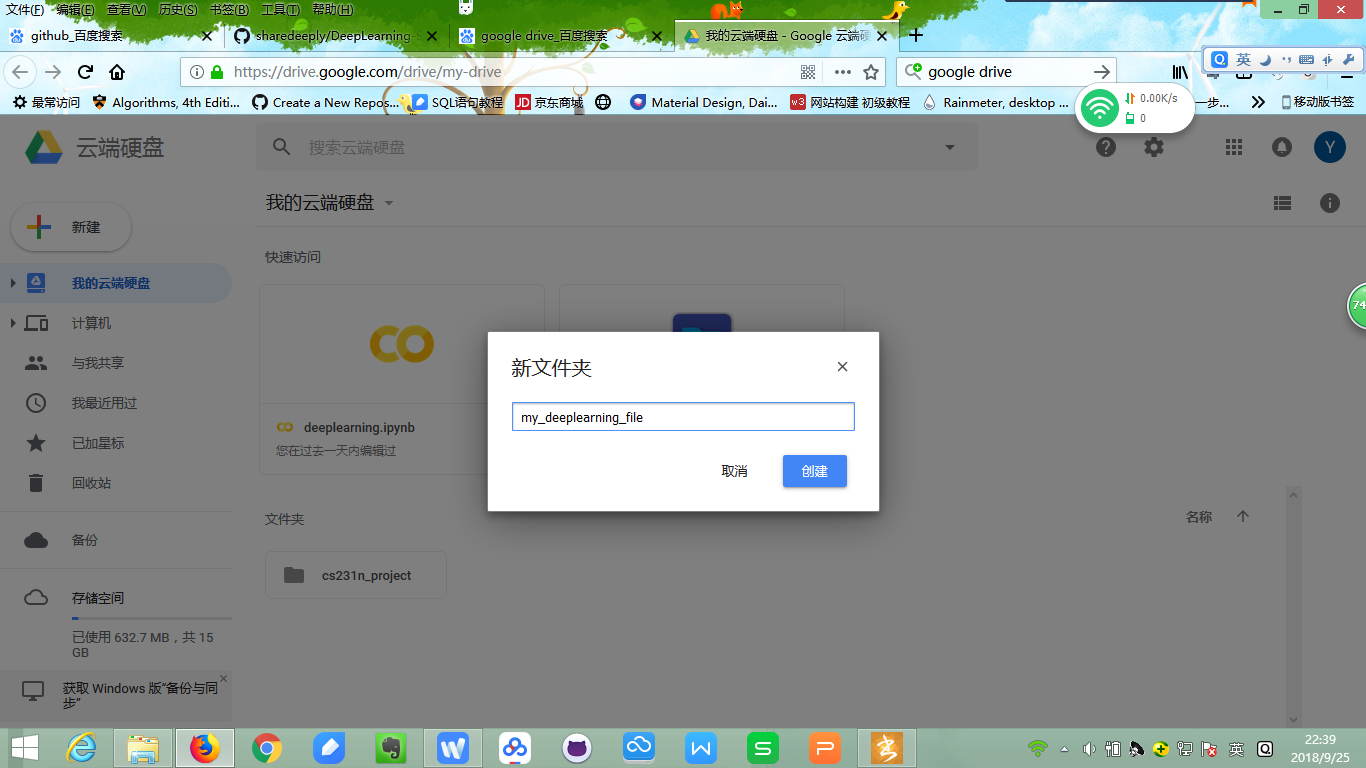 文件(F) 编辑(E) 查看(V) 历史(S) 书签(B) 工具(T) 帮助(H)
github_百度搜索 sharedeeply/DeepLearning- google drive_百度搜索 我的云端硬盘 - Google 云端硬
https://drive.google.com/drive/my-drive google drive 英
最常访问 Algorithms, 4th Editi... Create a New Repos... SQL语句教程 京东商城 Material Design, Dai... w3 网站构建 初级教程 Rainmeter, desktop ... 一步... 移动版书签
JD
0.00K/s
0
云端硬盘 搜索云端硬盘 Y
我的云端硬盘
新建
快速访问
我的云端硬盘
计算机
与我共享
我最近用过
已加星标
回收站
备份
存储空间
已使用 632.7 MB，共 15
GB
获取 Windows 版“备份与同
步”
74
deeplearning.ipynb
您在过去一天内编辑过
新文件夹
my_deeplearning_file
取消 创建
文件夹 名称
cs231n_project
英
22:39
2018/9/25